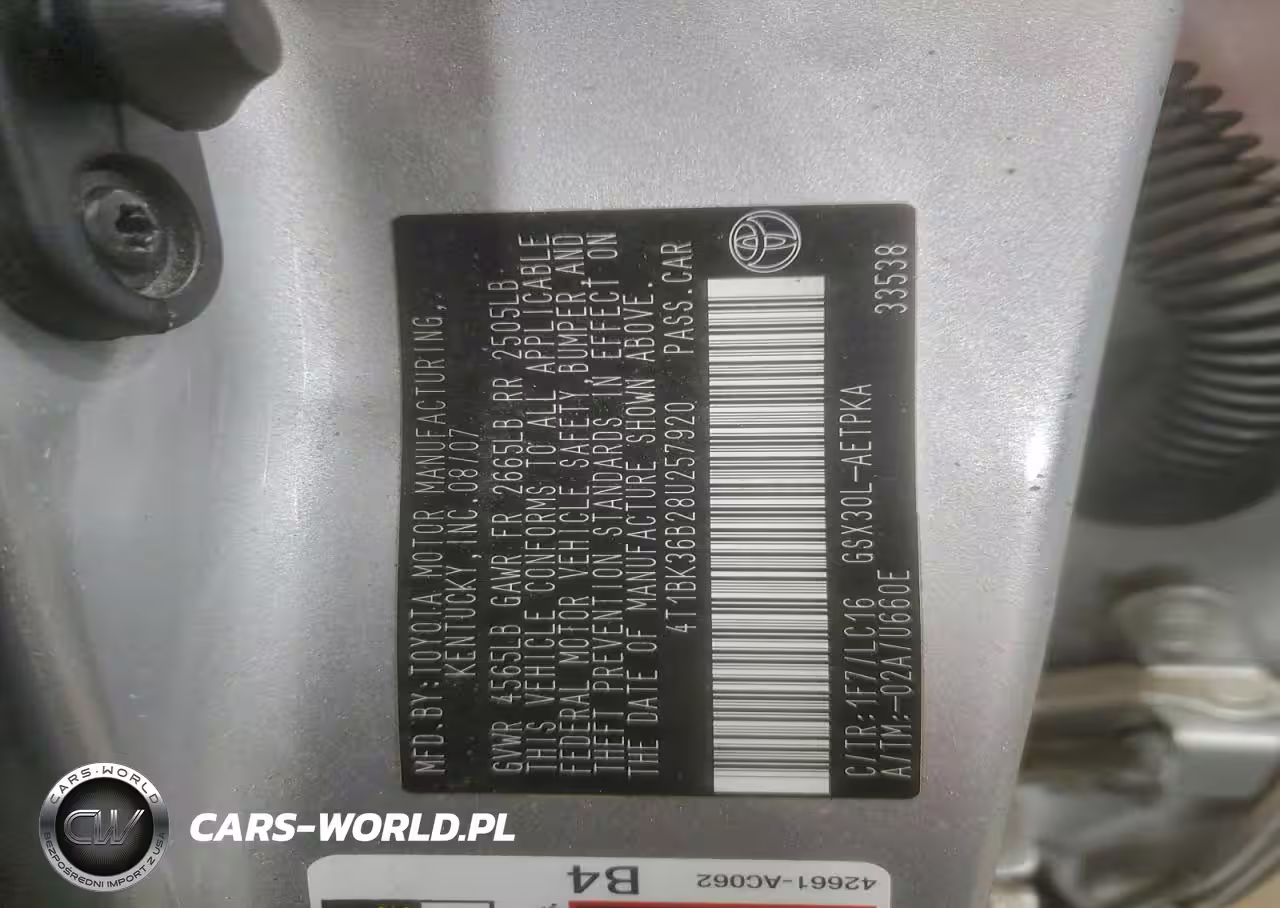 MFD.BY:TOYOTA MOTOR MANUFACTURING,
KENTUCKY,INC.08/07
GVWR 4565LB GAWR FR 2665LB RR 2505LB
THIS VEHICLE CONFORMS TO ALL APPLICABLE
FEDERAL MOTOR VEHICLE SAFETY, BUMPER,AND
THEFT PREVENTION STANDARDS IN EFFECT ON
THE DATE OF MANUFACTURE SHOWN ABOVE.
4T1BK36B28U257920 PASS.CAR
C/TR:1F7/LC16 GSX30L-AETPKA 33538
A/TM:-02A/U660E
42661-AC062
B4
CARS-WORLD
CW
BEZPOŚREDNI IMPORT Z USA
CARS-WORLD.PL